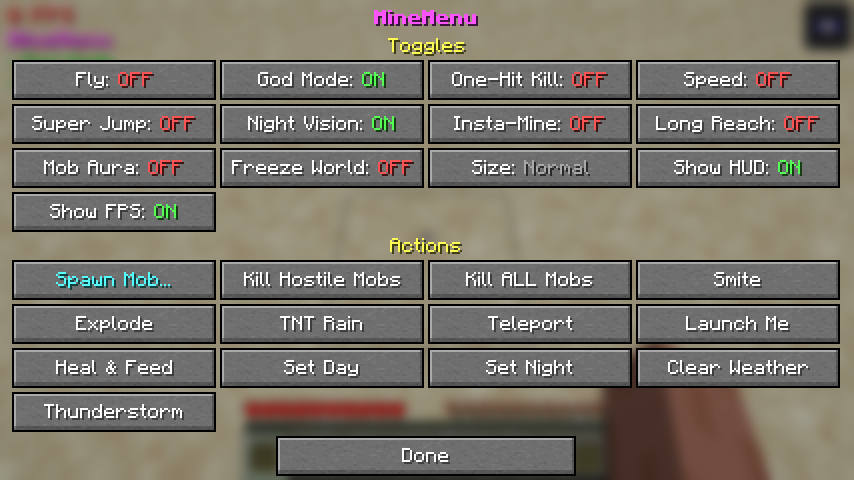 MineMenu
Toggles
Fly: OFF
God Mode: ON
One-Hit Kill: OFF
Speed: OFF
Super Jump: OFF
Night Vision: ON
Insta-Mine: OFF
Long Reach: OFF
Mob Aura: OFF
Freeze World: OFF
Size: Normal
Show HUD: ON
Show FPS: ON
Actions
Spawn Mob...
Kill Hostile Mobs
Kill ALL Mobs
Smite
Explode
TNT Rain
Teleport
Launch Me
Heal & Feed
Set Day
Set Night
Clear Weather
Thunderstorm
Done